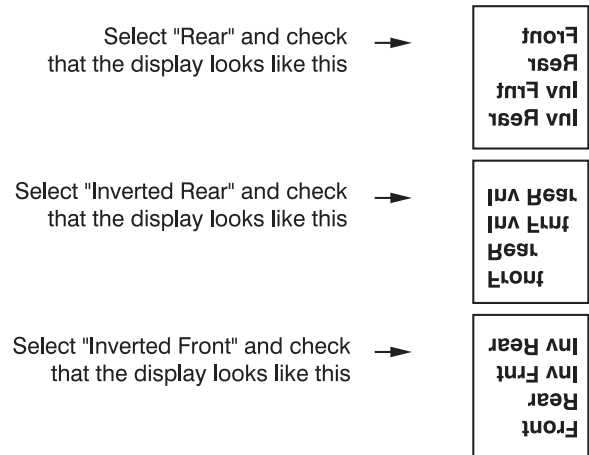 Select "Rear" and check
that the display looks like this
Front
Rear
Inv Frnt
Inv Rear
Select "Inverted Rear" and check
that the display looks like this
Inv Rear
Inv Frnt
Rear
Front
Select "Inverted Front" and check
that the display looks like this
Inv Rear
Inv Frnt
Rear
Front